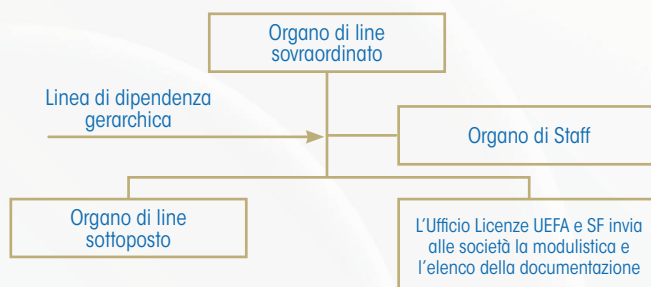 Organo di line
sovraordinato
Linea di dipendenza
gerarchica
Organo di Staff
Organo di line
sottoposto
L'Ufficio Licenze UEFA e SF invia
alle società la modulistica e
l'elenco della documentazione